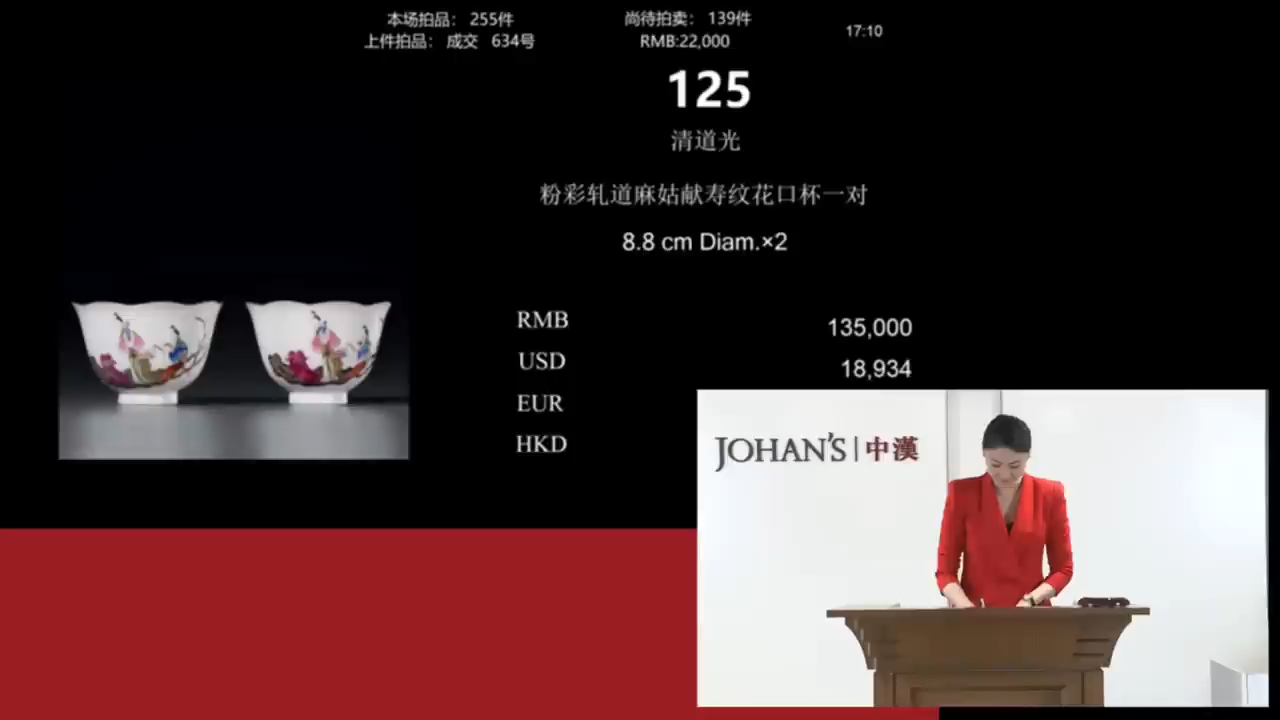 本场拍品： 255件
尚待拍卖： 139件
上件拍品： 成交 634号
RMB:22,000
17:10
125
清道光
粉彩轧道麻姑献寿纹花口杯一对
8.8 cm Diam.×2
RMB 135,000
USD 18,934
EUR
HKD
JOHAN'S | 中漢